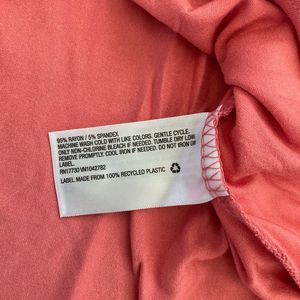 95% RAYON / 5% SPANDEX
MACHINE WASH COLD WITH LIKE COLORS. GENTLE CYCLE.
ONLY NON-CHLORINE BLEACH IF NEEDED. TUMBLE DRY LOW
REMOVE PROMPTLY. COOL IRON IF NEEDED. DO NOT IRON ON
RN17730 VN1042782
LABEL MADE FROM 100% RECYCLED PLASTIC